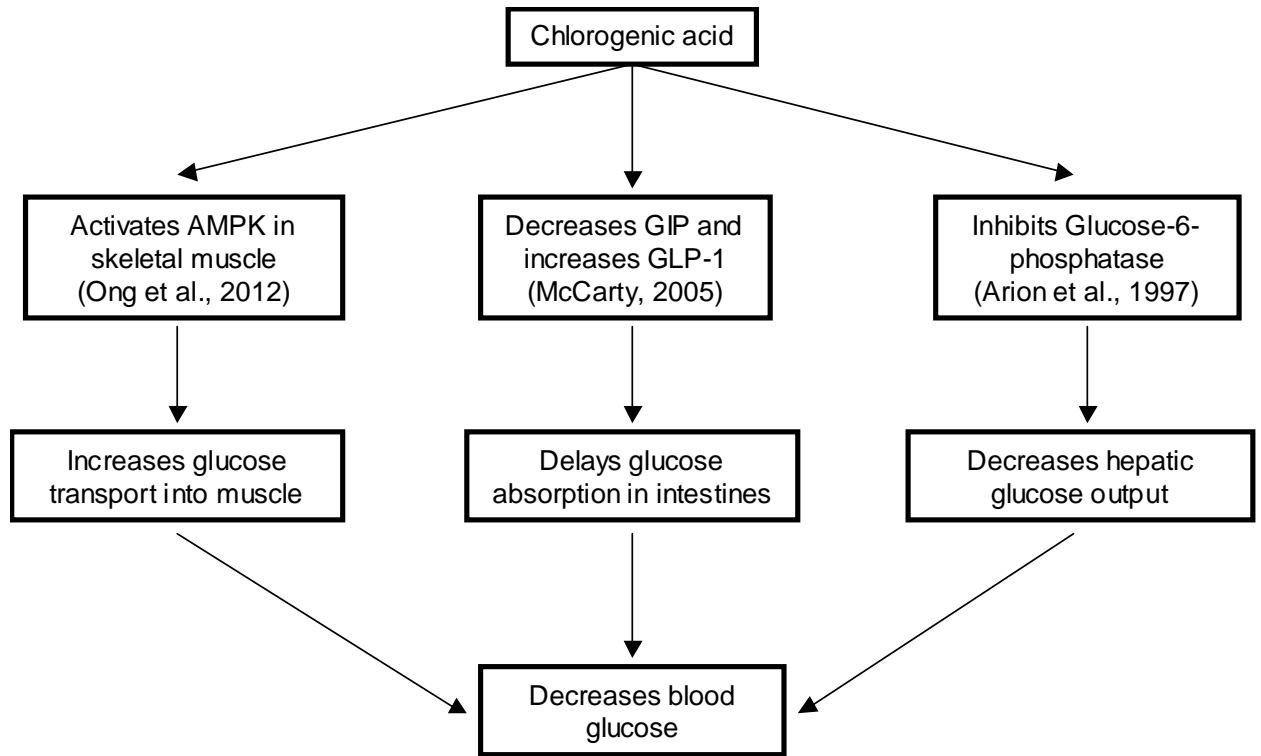 Chlorogenic acid
Activates AMPK in
skeletal muscle
(Ong et al., 2012)
Decreases GIP and
increases GLP-1
(McCarty, 2005)
Inhibits Glucose-6-
phosphatase
(Arion et al., 1997)
Increases glucose
transport into muscle
Delays glucose
absorption in intestines
Decreases hepatic
glucose output
Decreases blood
glucose